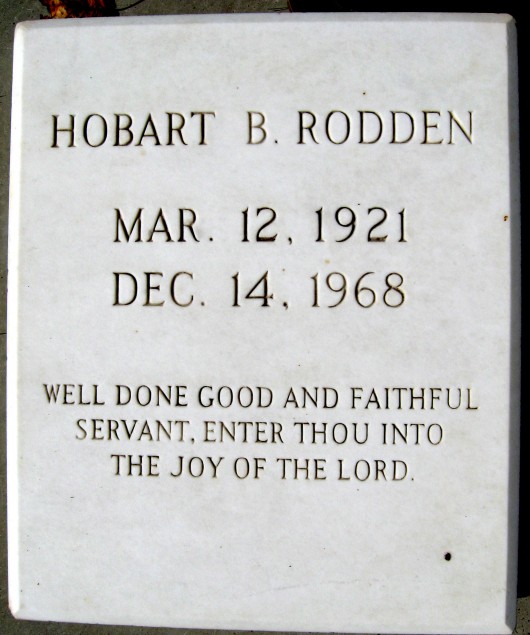 HOBART B. RODDEN
MAR. 12, 1921
DEC. 14, 1968
WELL DONE GOOD AND FAITHFUL
SERVANT, ENTER THOU INTO
THE JOY OF THE LORD.